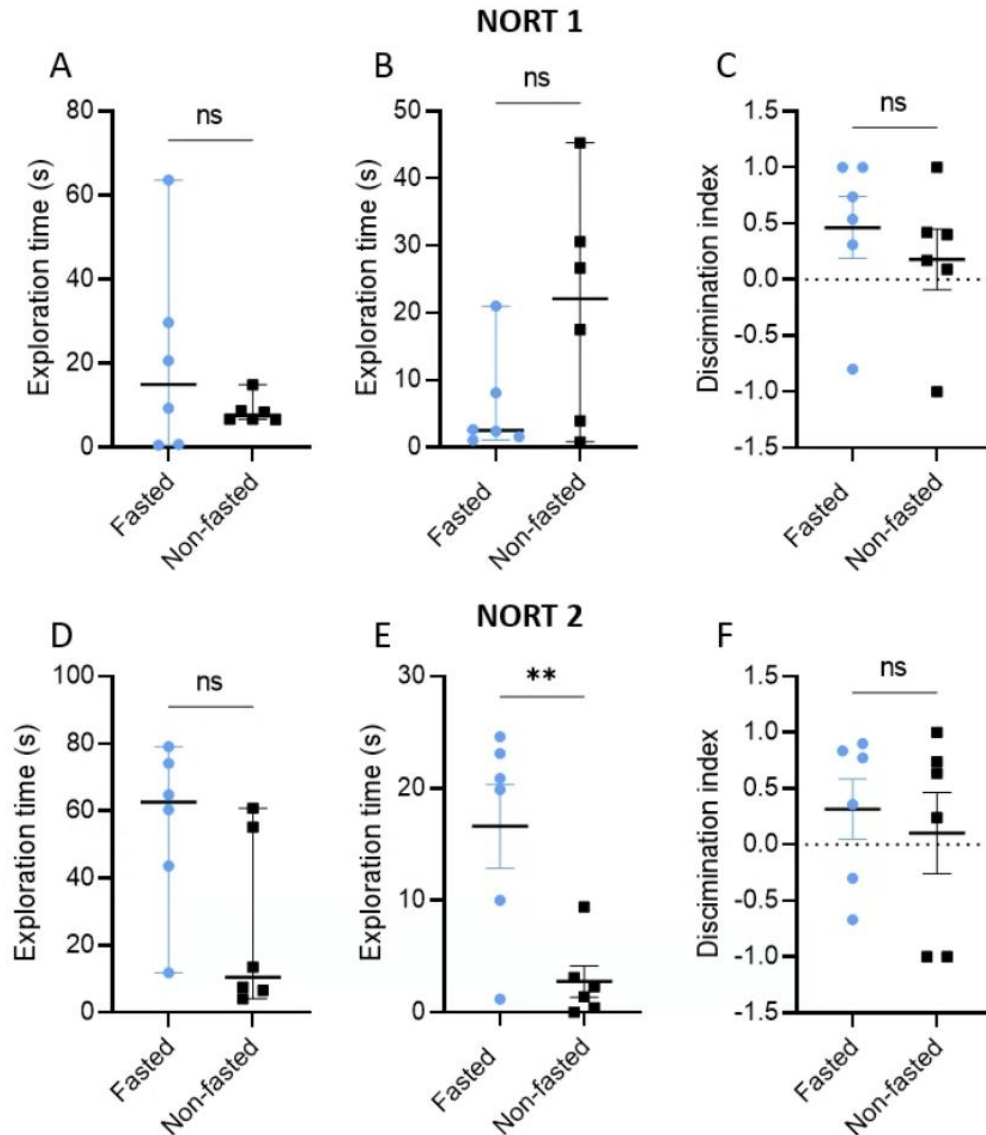 NORT 1
A
ns
Exploration time (s)
80
60
40
20
0
Fasted
Non-fasted
B
ns
Exploration time (s)
50
40
30
20
10
0
Fasted
Non-fasted
C
ns
Discimination index
1.5
1.0
0.5
0.0
-0.5
-1.0
-1.5
Fasted
Non-fasted
NORT 2
D
ns
Exploration time (s)
100
80
60
40
20
0
Fasted
Non-fasted
E
**
Exploration time (s)
30
20
10
0
Fasted
Non-fasted
F
ns
Discimination index
1.5
1.0
0.5
0.0
-0.5
-1.0
-1.5
Fasted
Non-fasted